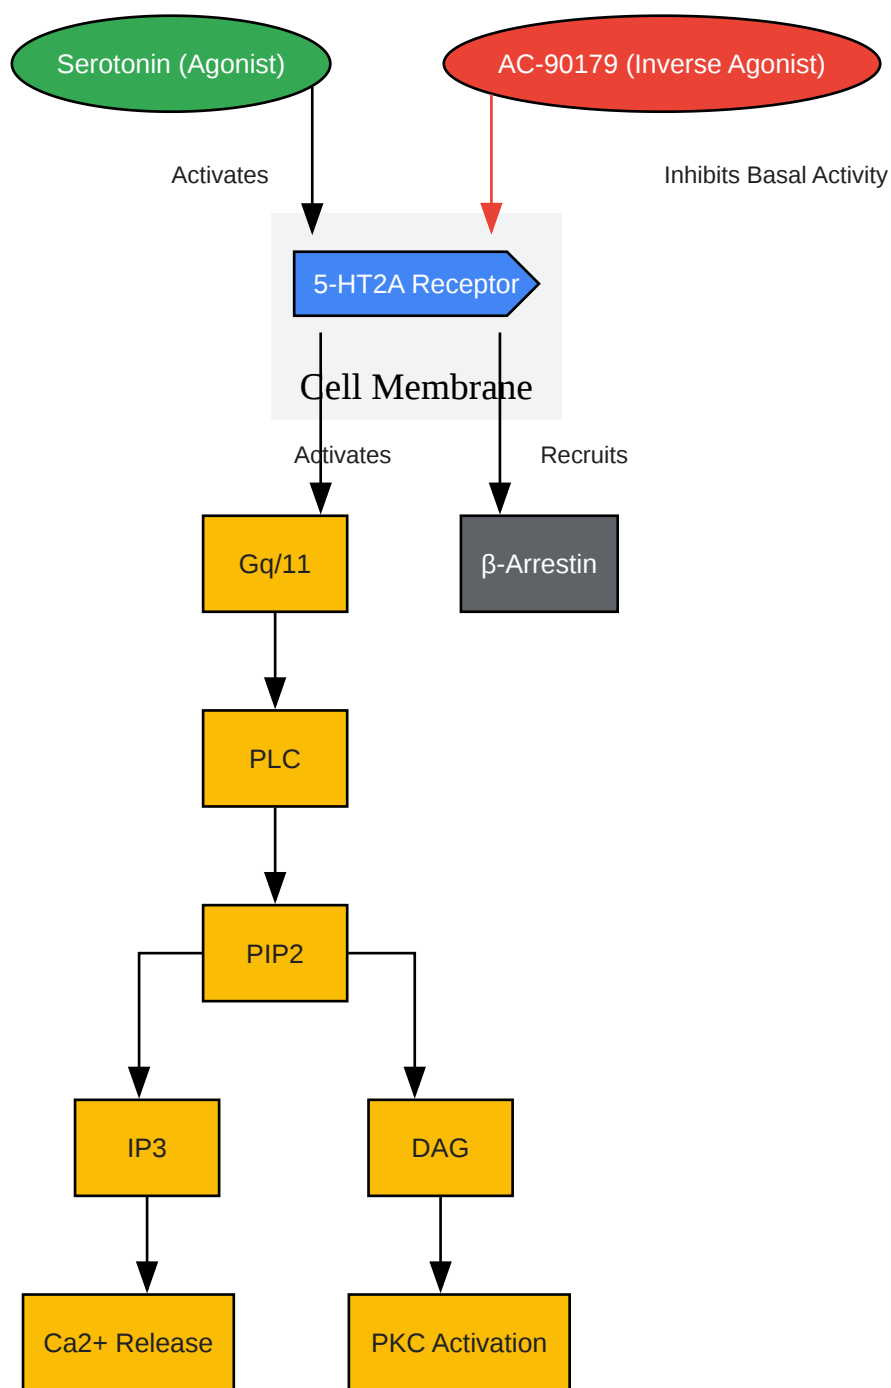 Serotonin (Agonist)
AC-90179 (Inverse Agonist)
Activates
Inhibits Basal Activity
5-HT2A Receptor
Cell Membrane
Activates
Recruits
Gq/11
β-Arrestin
PLC
PIP2
IP3
DAG
Ca2+ Release
PKC Activation